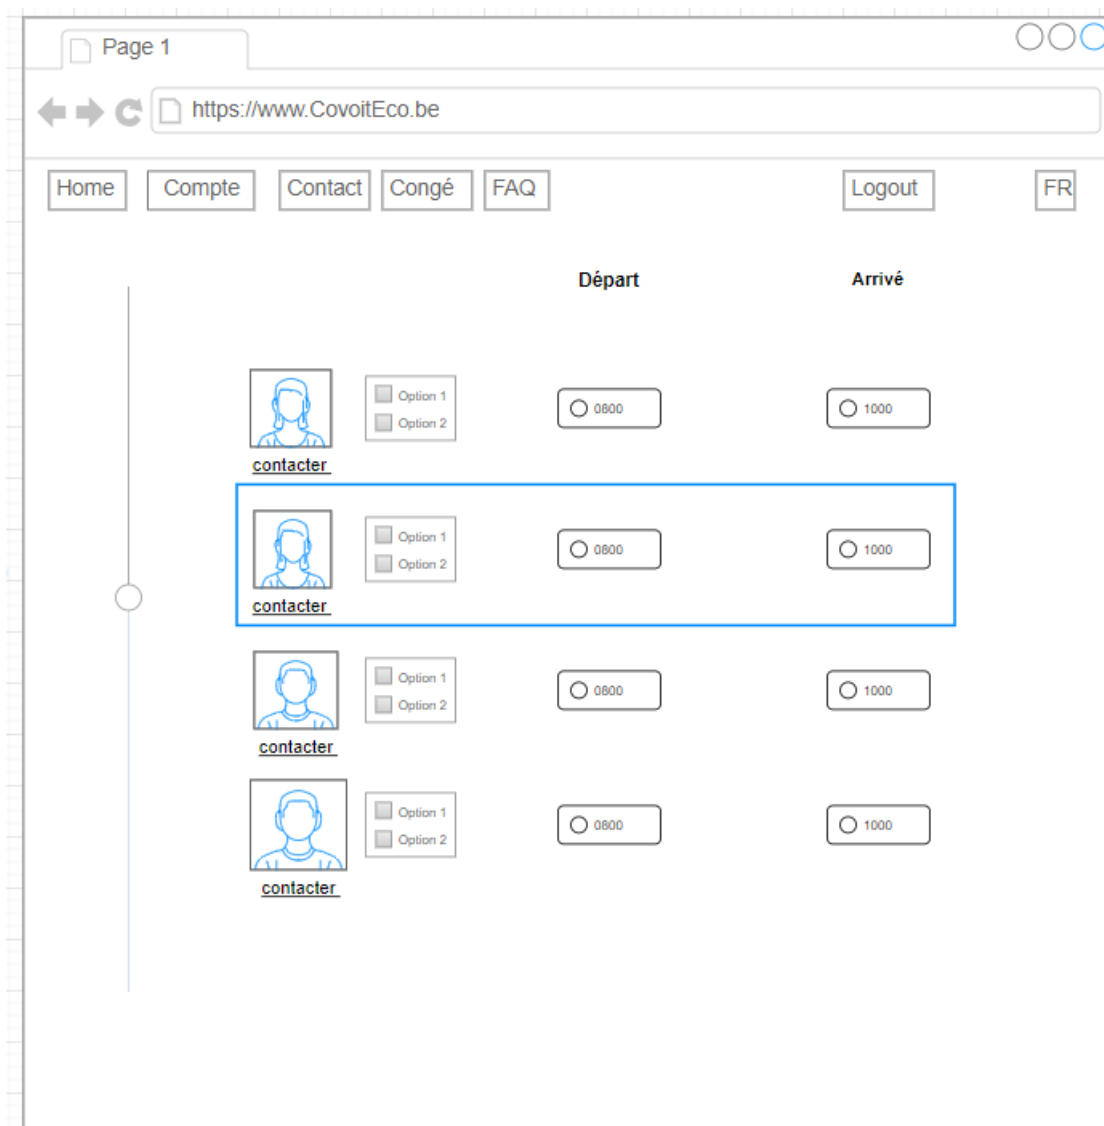 Page 1
https://www.CovoitEco.be
Home Compte Contact Congé FAQ Logout FR
Départ Arrivé
Option 1
Option 2
0800 1000
contacter
Option 1
Option 2
0800 1000
contacter
Option 1
Option 2
0800 1000
contacter
Option 1
Option 2
0800 1000
contacter